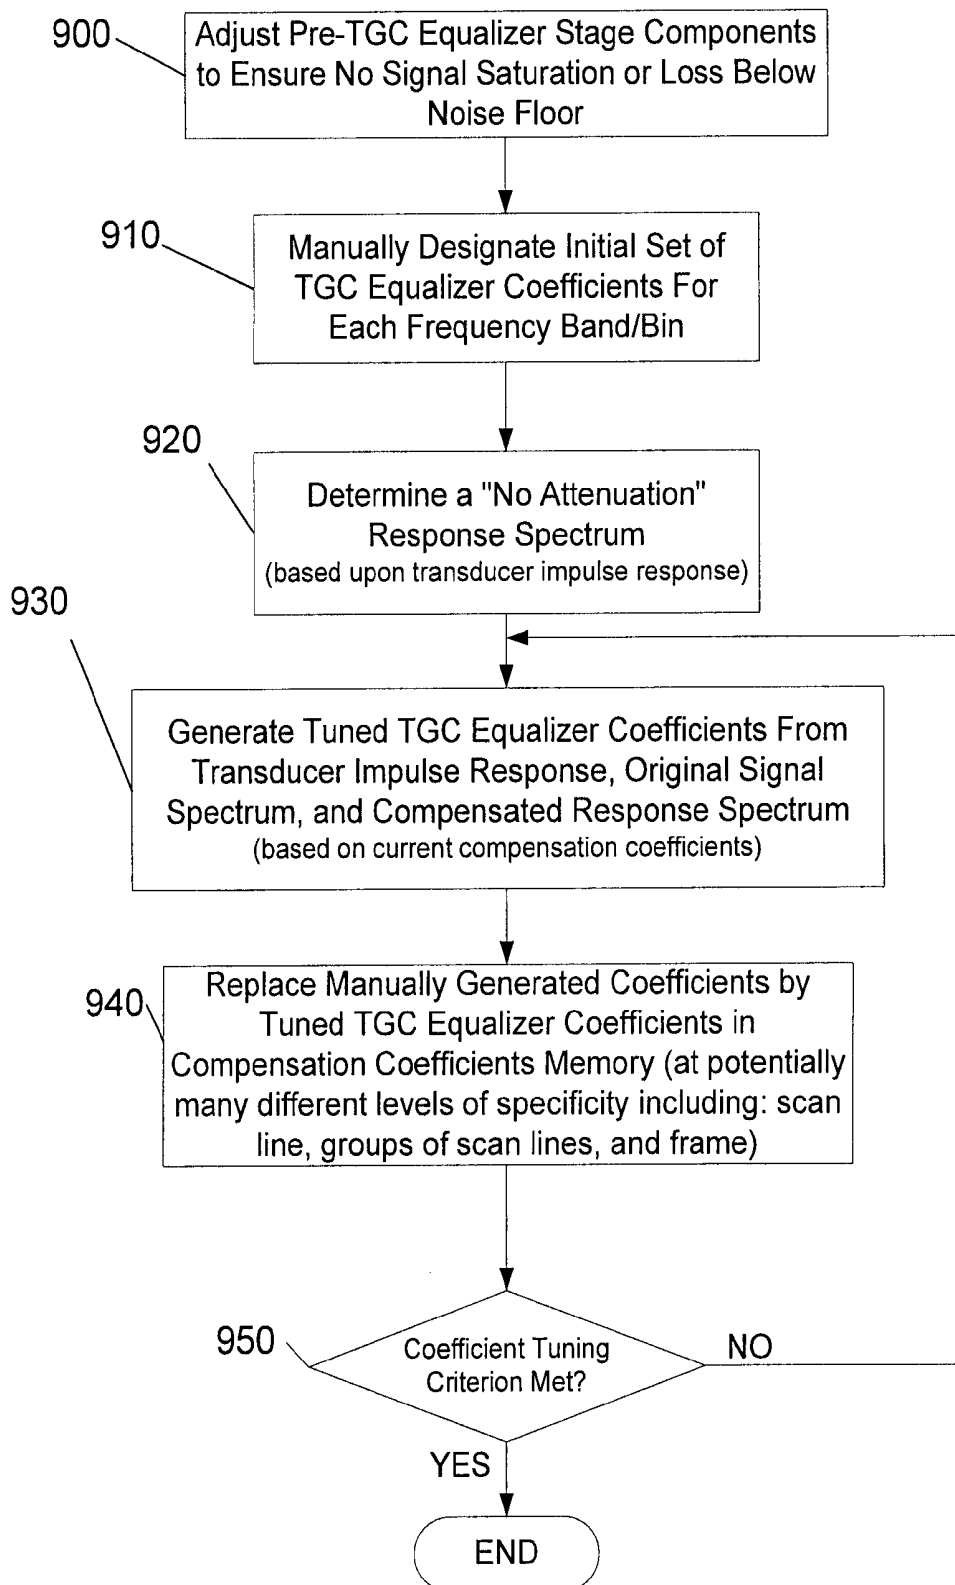 900
Adjust Pre-TGC Equalizer Stage Components
to Ensure No Signal Saturation or Loss Below
Noise Floor
910
Manually Designate Initial Set of
TGC Equalizer Coefficients For
Each Frequency Band/Bin
920
Determine a "No Attenuation"
Response Spectrum
(based upon transducer impulse response)
930
Generate Tuned TGC Equalizer Coefficients From
Transducer Impulse Response, Original Signal
Spectrum, and Compensated Response Spectrum
(based on current compensation coefficients)
940
Replace Manually Generated Coefficients by
Tuned TGC Equalizer Coefficients in
Compensation Coefficients Memory (at potentially
many different levels of specificity including: scan
line, groups of scan lines, and frame)
950
Coefficient Tuning
Criterion Met?
NO
YES
END